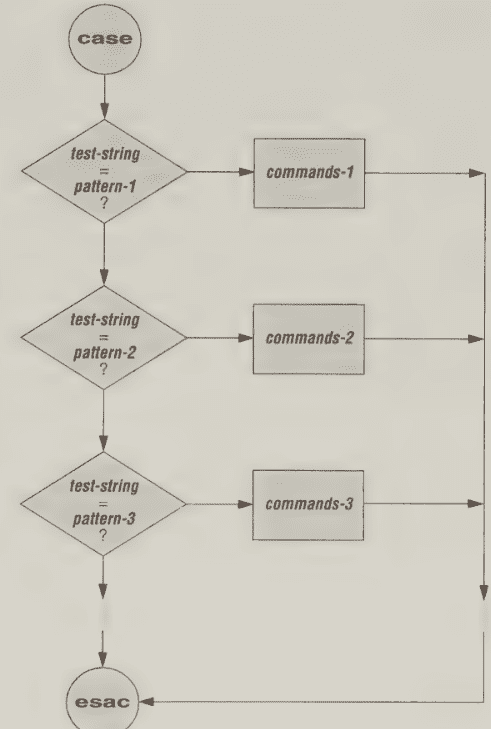 case
test-string
=
pattern-1
?
commands-1
test-string
=
pattern-2
?
commands-2
test-string
=
pattern-3
?
commands-3
esac